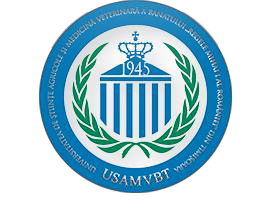 UNIVERSITATEA DE ȘTIINȚE AGRICOLE ȘI MEDICINĂ VETERINARĂ A BANATULUI „REGELE MIHAI I AL ROMÂNIEI” DIN TIMIȘOARA
1945
USAMVBT